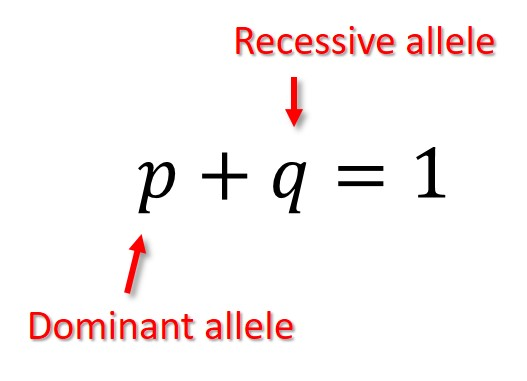 Recessive allele
p + q = 1
Dominant allele